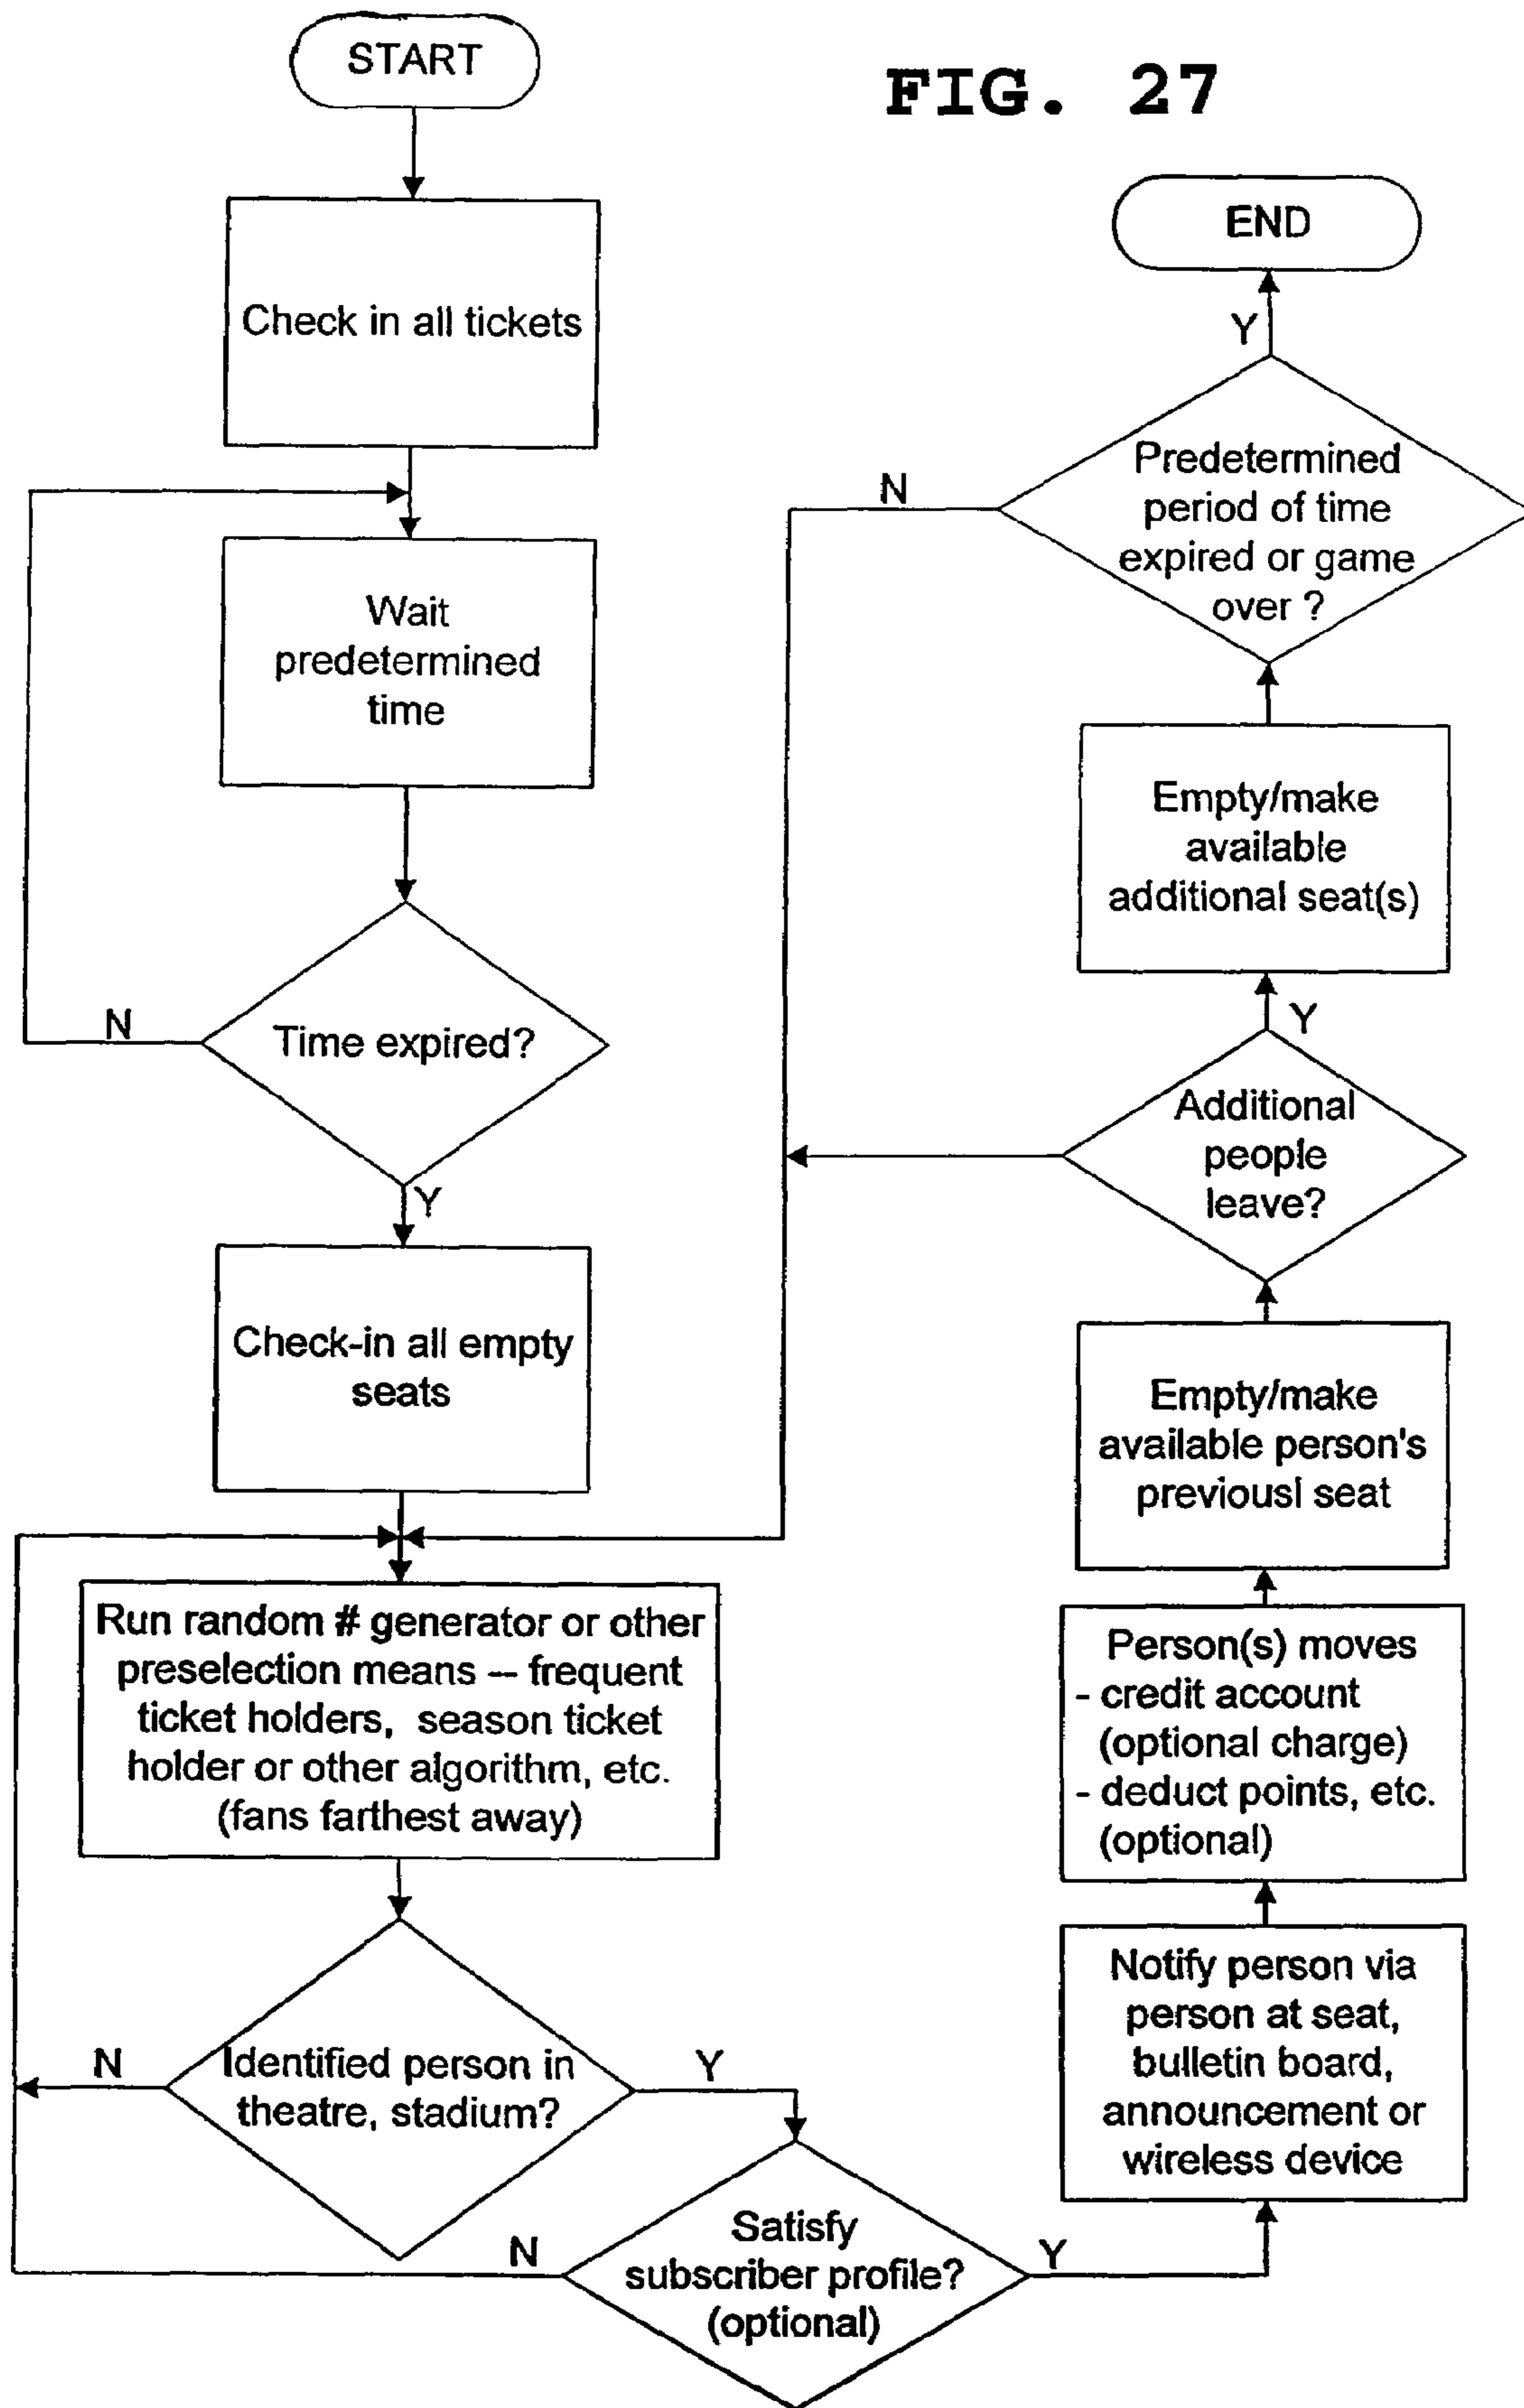 FIG. 27
START
Check in all tickets
Wait
predetermined
time
Time expired?
N
Y
Check-in all empty
seats
Run random # generator or other
preselection means -- frequent
ticket holders, season ticket
holder or other algorithm, etc.
(fans farthest away)
Identified person in
theatre, stadium?
N
Y
Satisfy
subscriber profile?
(optional)
N
Y
Notify person via
person at seat,
bulletin board,
announcement or
wireless device
Person(s) moves
- credit account
(optional charge)
- deduct points, etc.
(optional)
Empty/make
available person's
previousl seat
Additional
people
leave?
Y
Empty/make
available
additional seat(s)
Predetermined
period of time
expired or game
over ?
N
Y
END